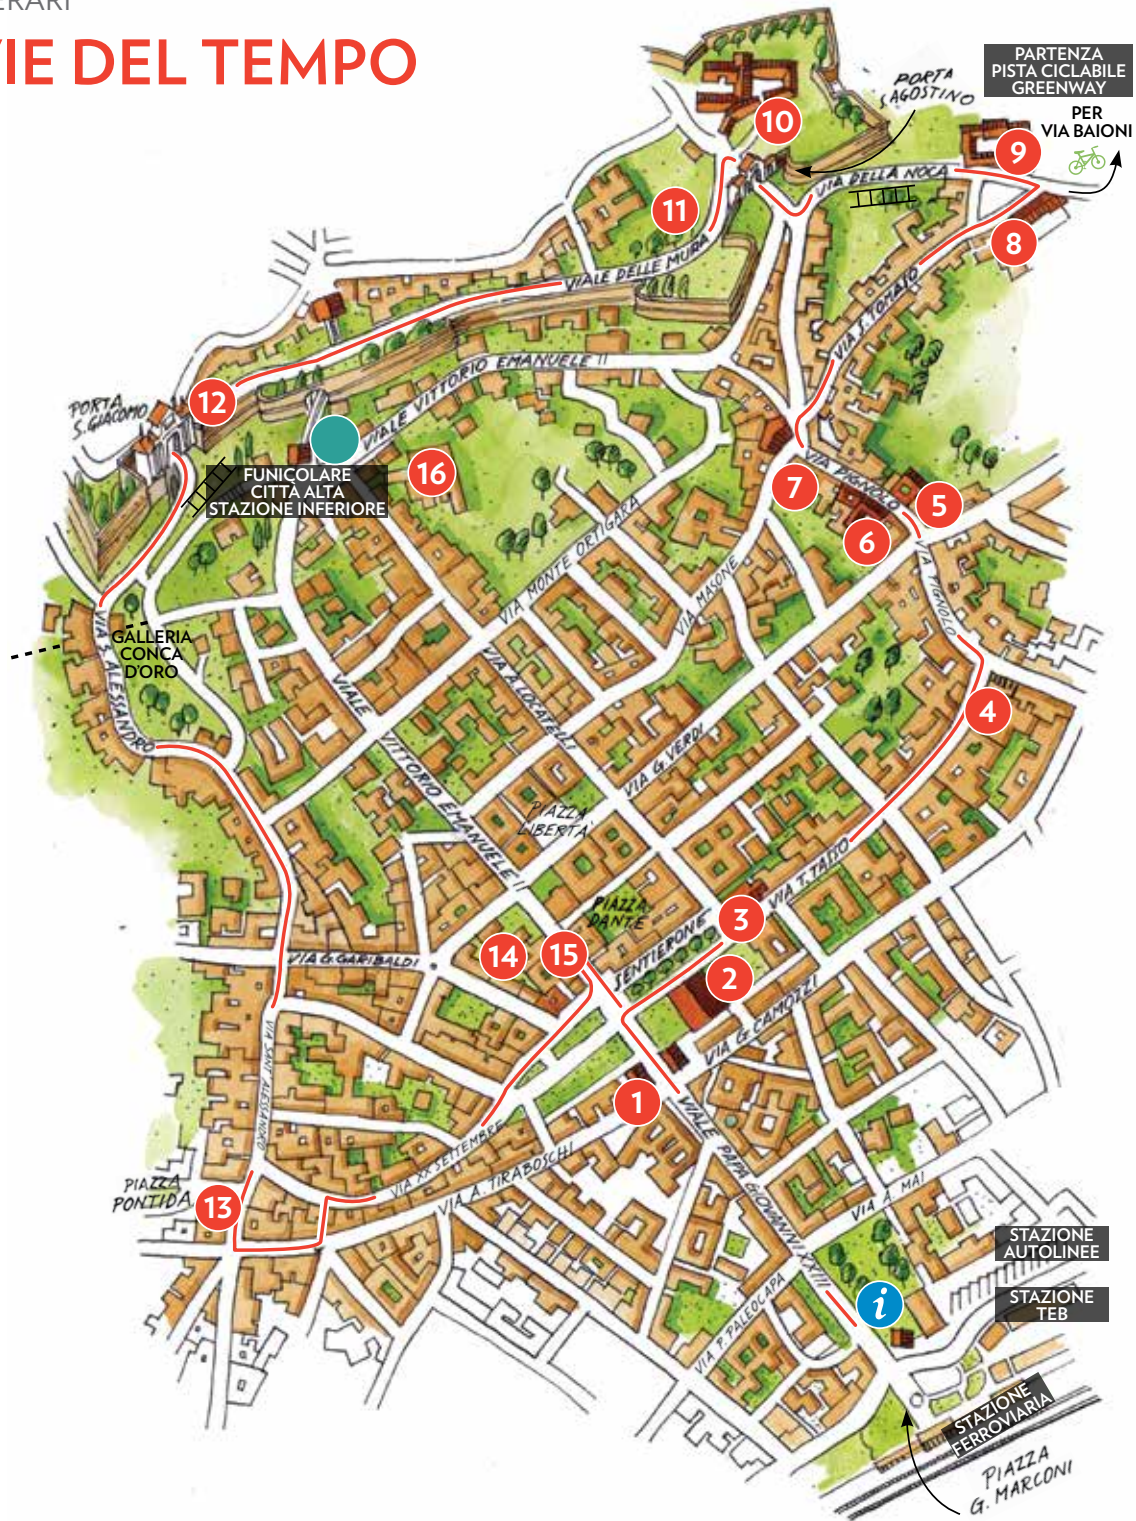 ERARI
VIE DEL TEMPO
PORTA
S. AGOSTINO
PARTENZA
PISTA CICLABILE
GREENWAY
PER
VIA BAIONI
10
9
VIA DELLA NOCA
11
8
VIALE DELLE MURA
VIA S. TOMASO
12
PORTA
S. GIACOMO
VIALE VITTORIO EMANUELE II
FUNICOLARE
CITTÀ ALTA
STAZIONE INFERIORE
16
7
VIA PIGNOLO
5
6
VIA MONTE ORTIGARA
VIA MASONE
VIA PIGNOLO
VIA S. ALESSANDRO
GALLERIA
CONCA
D'ORO
VIA A. LOCATELLI
VIALE
VITTORIO EMANUELE II
4
VIA G. VERDI
PIAZZA
LIBERTÀ
VIA T. TASSO
PIAZZA
DANTE
SENTIERONE
3
14
15
2
VIA G. GARIBALDI
VIA G. CAMOZZI
VIA SANT ALESSANDRO
1
VIALE PAPA GIOVANNI XXIII
VIA XX SETTEMBRE
VIA A. TIRABOSCHI
PIAZZA
PONTIDA
13
VIA A. MAI
STAZIONE
AUTOLINEE
i
STAZIONE
TEB
VIA P. PALEOCAPA
STAZIONE
FERROVIARIA
PIAZZA
G. MARCONI